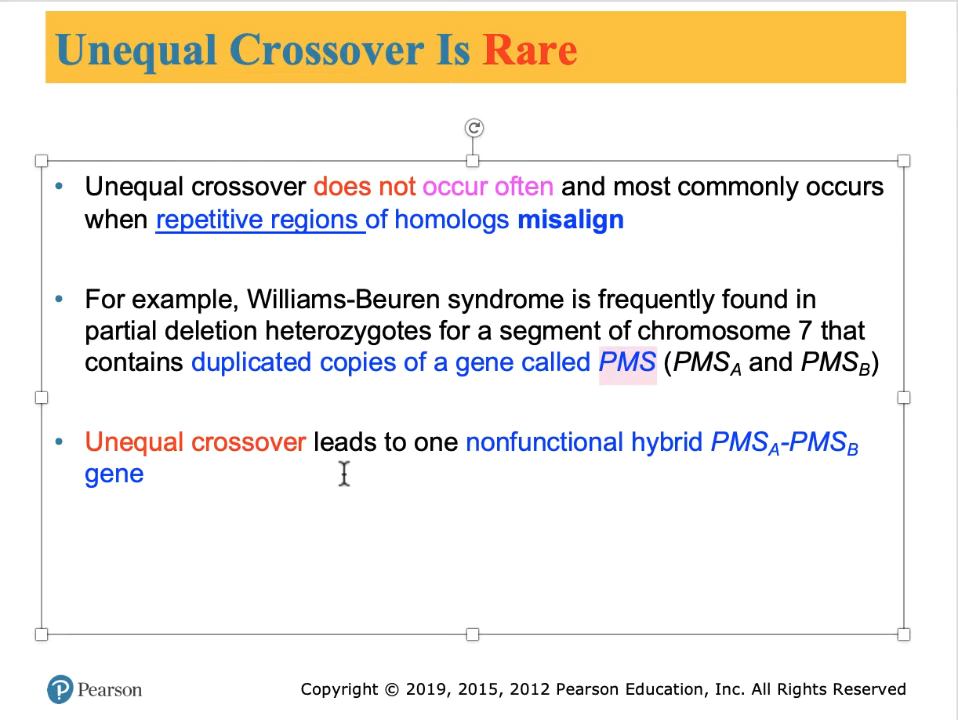 Unequal Crossover Is Rare
• Unequal crossover does not occur often and most commonly occurs
when repetitive regions of homologs misalign
• For example, Williams-Beuren syndrome is frequently found in
partial deletion heterozygotes for a segment of chromosome 7 that
contains duplicated copies of a gene called PMS (PMSA and PMSB)
• Unequal crossover leads to one nonfunctional hybrid PMSA-PMSB
gene
Pearson
Copyright © 2019, 2015, 2012 Pearson Education, Inc. All Rights Reserved